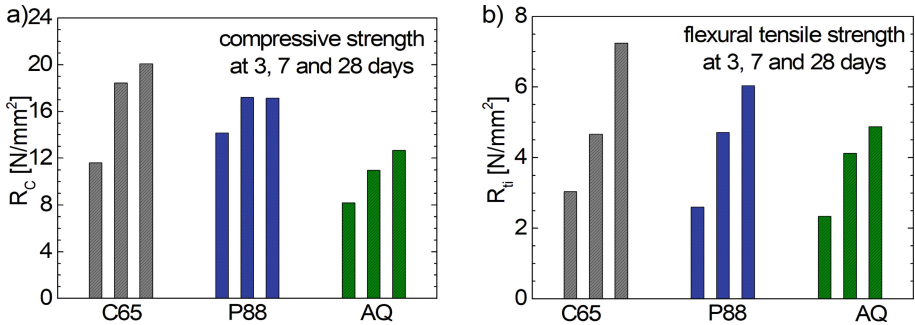 a)
compressive strength
at 3, 7 and 28 days
R_C [N/mm²]
24
20
16
12
8
4
0
C65 P88 AQ
b)
flexural tensile strength
at 3, 7 and 28 days
R_ti [N/mm²]
8
6
4
2
0
C65 P88 AQ